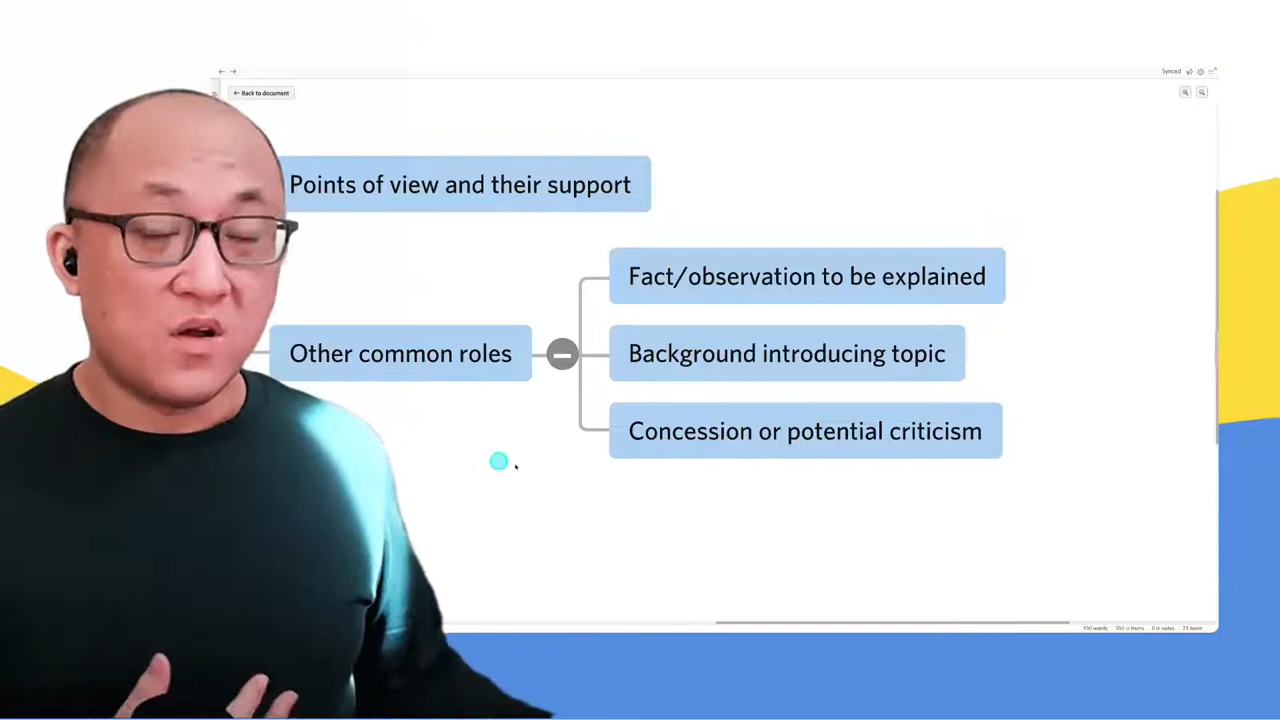 Synced
Back to document
Points of view and their support
Fact/observation to be explained
Other common roles
Background introducing topic
Concession or potential criticism